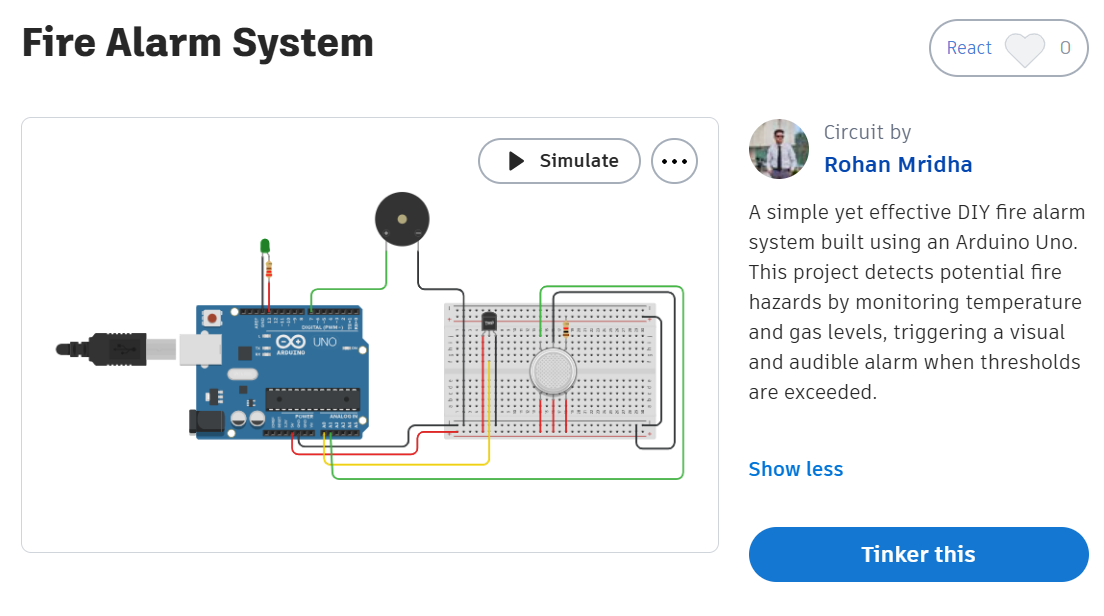 Fire Alarm System
React 0
Simulate
Circuit by
Rohan Mridha
A simple yet effective DIY fire alarm
system built using an Arduino Uno.
This project detects potential fire
hazards by monitoring temperature
and gas levels, triggering a visual
and audible alarm when thresholds
are exceeded.
Show less
Tinker this
DIGITAL (PWM~)
UNO
ARDUINO
POWER
ANALOG IN
TMP